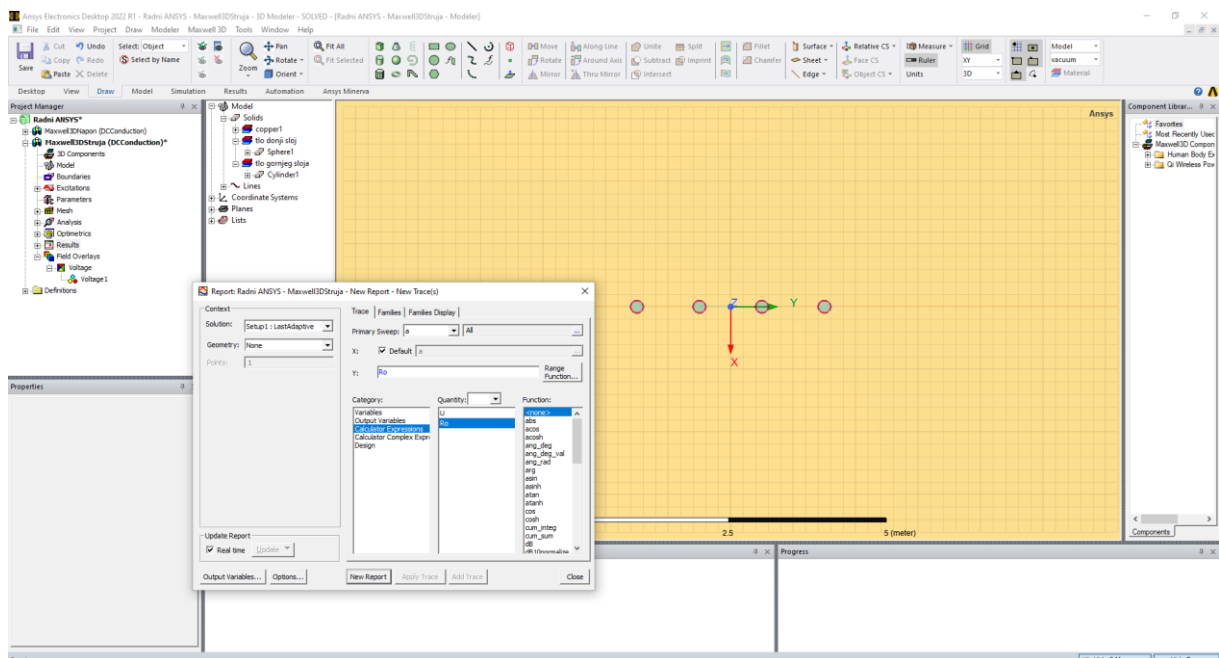 Ansys Electronics Desktop 2022 R1 - Radni ANSYS - Maxwell3DStruja - 3D Modeler - SOLVED - [Radni ANSYS - Maxwell3DStruja - Modeler]
File Edit View Project Draw Modeler Maxwell 3D Tools Window Help
Save
Cut Undo
Copy Redo
Paste Delete
Select: Object
Select by Name
Zoom
Pan
Rotate
Orient
Fit All
Fit Selected
Move Along Line Unite Split Fillet
Rotate Around Axis Subtract Imprint Chamfer
Mirror Thru Mirror Intersect
Surface Relative CS Measure Grid
Sheet Face CS Ruler XY
Edge Object CS Units 3D
Model
vacuum
Material
Desktop View Draw Model Simulation Results Automation Ansys Minerva
Project Manager
Radni ANSYS*
Maxwell3DNapon (DCConduction)
Maxwell3DStruja (DCConduction)*
3D Components
Model
Boundaries
Excitations
Parameters
Mesh
Analysis
Optimetrics
Results
Field Overlays
Voltage
Voltage1
Definitions
Properties
Model
Solids
copper1
tlo donji sloj
Sphere1
tlo gornjeg sloja
Cylinder1
Lines
Coordinate Systems
Planes
Lists
Ansys
Z
Y
X
2.5
5 (meter)
Component Librar...
Favorites
Most Recently Usec
Maxwell3D Compon
Human Body Ex
Qi Wireless Pow
Components
Progress
Report: Radni ANSYS - Maxwell3DStruja - New Report - New Trace(s)
Context
Solution: Setup1 : LastAdaptive
Geometry: None
Points: 1
Update Report
Real time Update
Output Variables... Options...
Trace Families Families Display
Primary Sweep: a All ...
X: Default a ...
Y: Ro
Range Function...
Category:
Variables
Output Variables
Calculator Expressions
Calculator Complex Expr
Design
Quantity:
U
Ro
Function:
<none>
abs
acos
acosh
ang_deg
ang_deg_val
ang_rad
arg
asin
asinh
atan
atanh
cos
cosh
cum_integ
cum_sum
dB
dB10normalize
New Report Apply Trace Add Trace Close